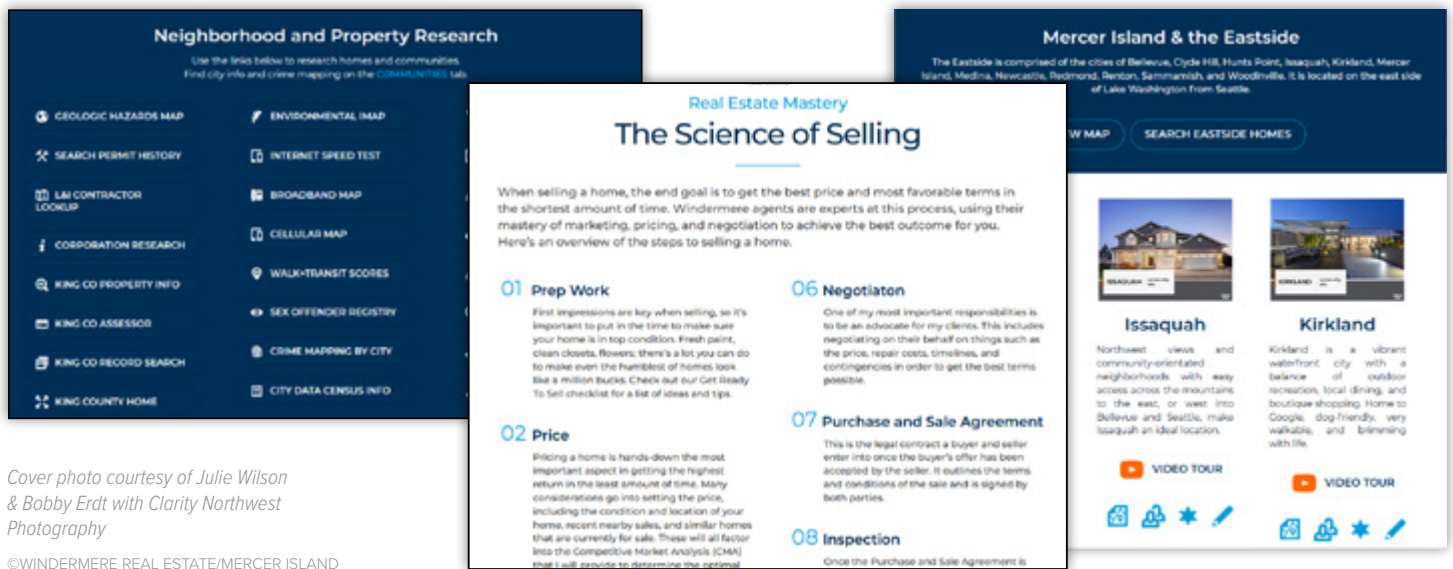 Neighborhood and Property Research
Use the links below to research homes and communities.
Find city info and crime mapping on the COMMUNITIES tab.
GEOLOGIC HAZARDS MAP
SEARCH PERMIT HISTORY
L&I CONTRACTOR
LOOKUP
CORPORATION RESEARCH
KING CO PROPERTY INFO
KING CO ASSESSOR
KING CO RECORD SEARCH
KING COUNTY HOME
ENVIRONMENTAL IMAP
INTERNET SPEED TEST
BROADBAND MAP
CELLULAR MAP
WALK+TRANSIT SCORES
SEX OFFENDER REGISTRY
CRIME MAPPING BY CITY
CITY DATA CENSUS INFO
Real Estate Mastery
The Science of Selling
When selling a home, the end goal is to get the best price and most favorable terms in
the shortest amount of time. Windermere agents are experts at this process, using their
mastery of marketing, pricing, and negotiation to achieve the best outcome for you.
Here's an overview of the steps to selling a home.
01 Prep Work
First impressions are key when selling, so it's
important to put in the time to make sure
your home is in top condition. Fresh paint,
clean closets, flowers; there's a lot you can do
to make even the humblest of homes look
like a million bucks. Check out our Get Ready
To Sell checklist for a list of ideas and tips.
02 Price
Pricing a home is hands-down the most
important aspect in getting the highest
return in the least amount of time. Many
considerations go into setting the price,
including the condition and location of your
home, recent nearby sales, and similar homes
that are currently for sale. These will all factor
into the Competitive Market Analysis (CMA)
that I will provide to determine the optimal
06 Negotiaton
One of my most important responsibilities is
to be an advocate for my clients. This includes
negotiating on their behalf on things such as
the price, repair costs, timelines, and
contingencies in order to get the best terms
possible.
07 Purchase and Sale Agreement
This is the legal contract a buyer and seller
enter into once the buyer's offer has been
accepted by the seller. It outlines the terms
and conditions of the sale and is signed by
both parties.
08 Inspection
Once the Purchase and Sale Agreement is
Mercer Island & the Eastside
The Eastside is comprised of the cities of Bellevue, Clyde Hill, Hunts Point, Issaquah, Kirkland, Mercer
Island, Medina, Newcastle, Redmond, Renton, Sammamish, and Woodinville. It is located on the east side
of Lake Washington from Seattle.
W MAP
SEARCH EASTSIDE HOMES
ISSAQUAH
KIRKLAND
Issaquah
Northwest views and
community-orientated
neighborhoods with easy
access across the mountains
to the east, or west into
Bellevue and Seattle, make
Issaquah an ideal location.
VIDEO TOUR
Kirkland
Kirkland is a vibrant
waterfront city with a
balance of outdoor
recreation, local dining, and
boutique shopping. Home to
Google, dog-friendly, very
walkable, and brimming
with life.
VIDEO TOUR
Cover photo courtesy of Julie Wilson
& Bobby Erdt with Clarity Northwest
Photography
©WINDERMERE REAL ESTATE/MERCER ISLAND